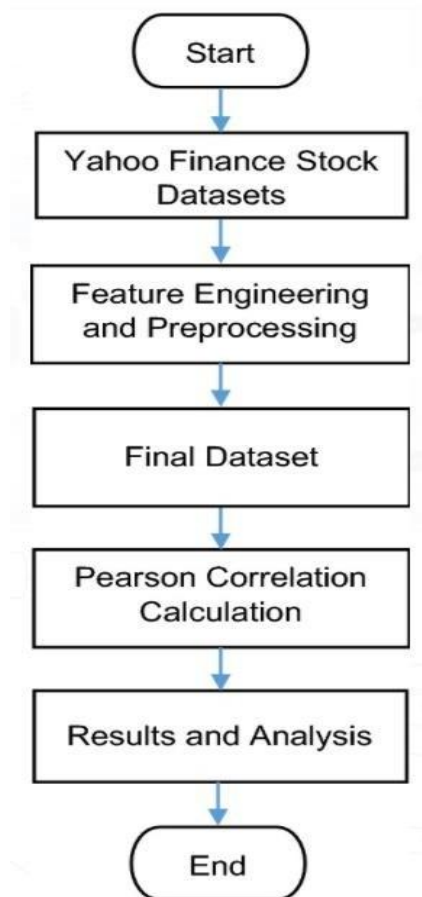 Start
Yahoo Finance Stock
Datasets
Feature Engineering
and Preprocessing
Final Dataset
Pearson Correlation
Calculation
Results and Analysis
End